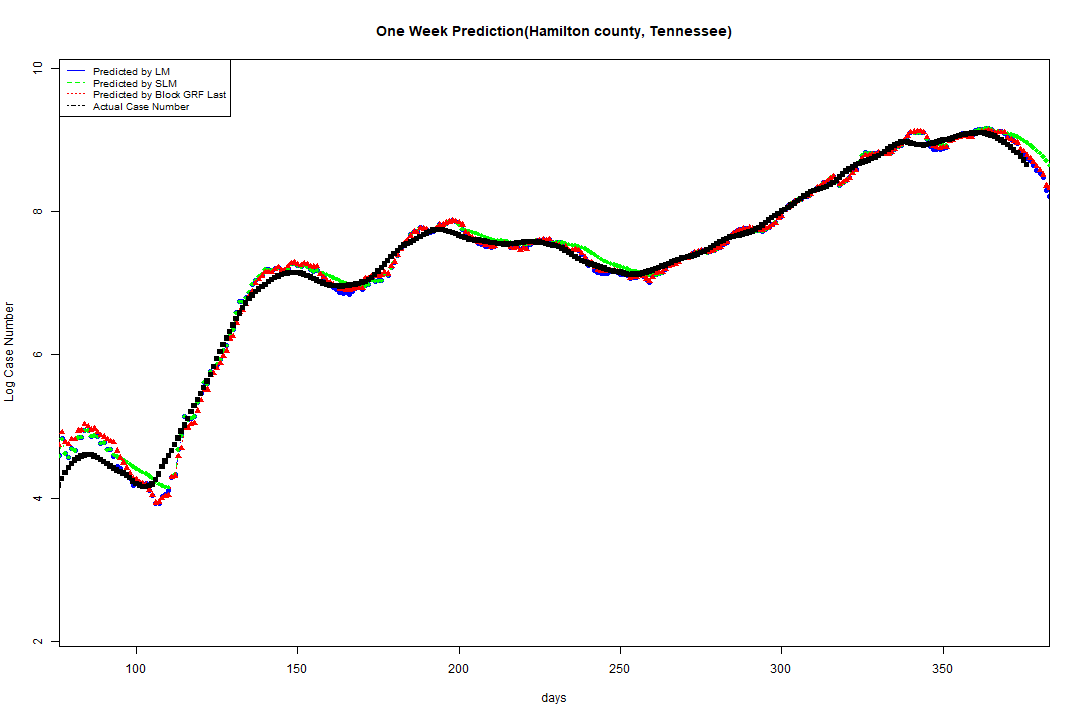 One Week Prediction(Hamilton county, Tennessee)
Predicted by LM
Predicted by SLM
Predicted by Block GRF Last
Actual Case Number
10
8
6
4
2
Log Case Number
100 150 200 250 300 350
days